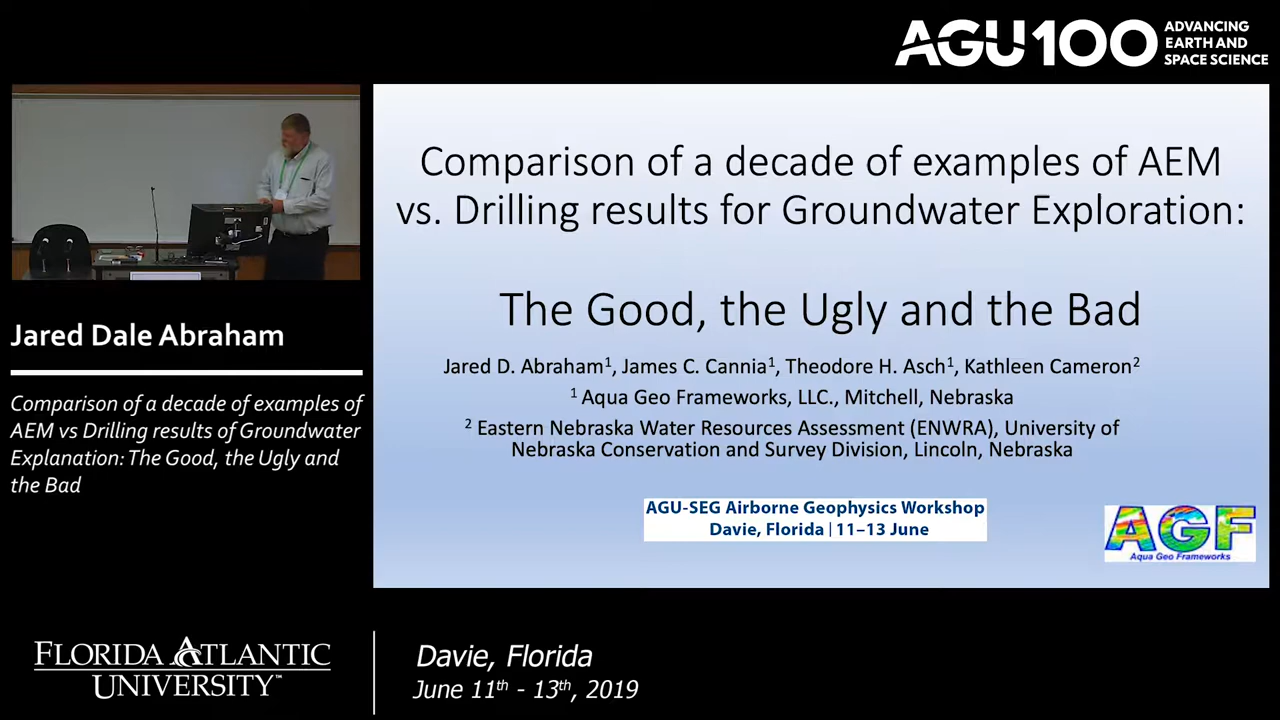 AGU100 ADVANCING
EARTH AND
SPACE SCIENCE
Jared Dale Abraham
Comparison of a decade of examples of
AEM vs Drilling results of Groundwater
Explanation: The Good, the Ugly and
the Bad
Comparison of a decade of examples of AEM
vs. Drilling results for Groundwater Exploration:
The Good, the Ugly and the Bad
Jared D. Abraham¹, James C. Cannia¹, Theodore H. Asch¹, Kathleen Cameron²
¹ Aqua Geo Frameworks, LLC., Mitchell, Nebraska
² Eastern Nebraska Water Resources Assessment (ENWRA), University of
Nebraska Conservation and Survey Division, Lincoln, Nebraska
AGU-SEG Airborne Geophysics Workshop
Davie, Florida | 11–13 June
AGF
Aqua Geo Frameworks
FLORIDA ATLANTIC
UNIVERSITY™
Davie, Florida
June 11th - 13th, 2019